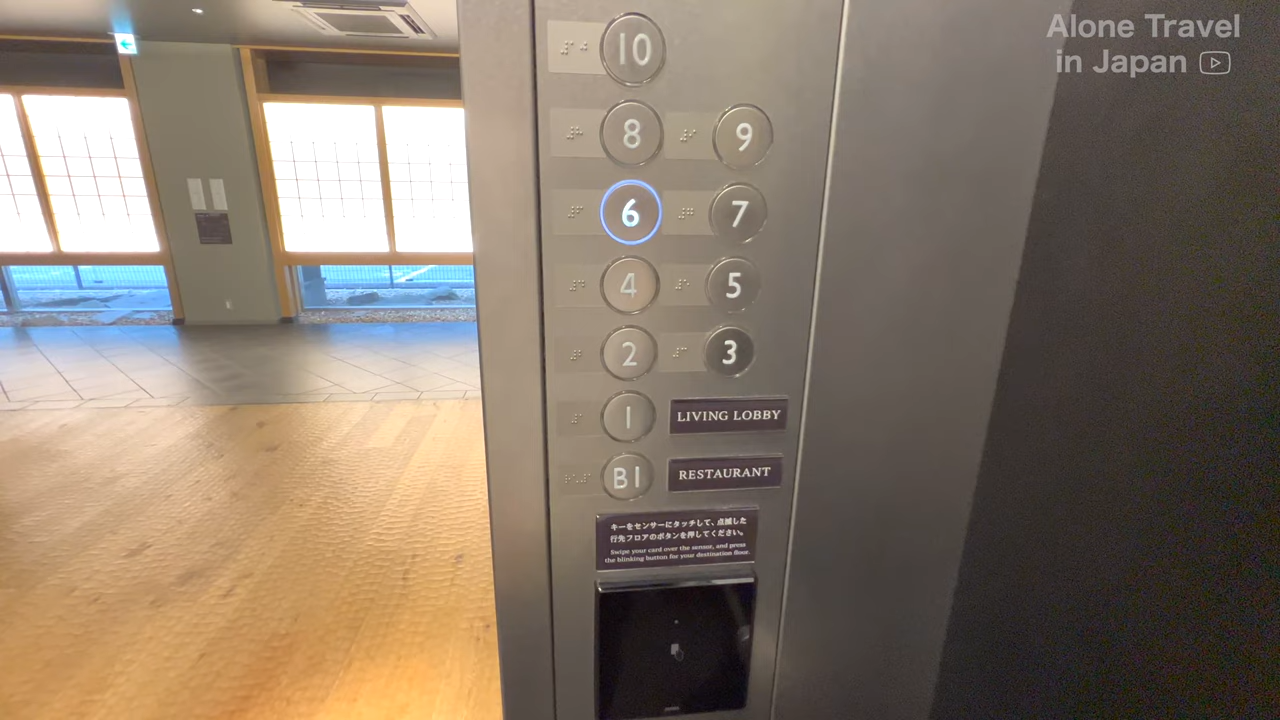 Alone Travel
in Japan
10
8 9
6 7
4 5
2 3
1 LIVING LOBBY
B1 RESTAURANT
キーをセンサーにタッチして、点滅した
行先フロアのボタンを押してください。
Swipe your card over the sensor, and press
the blinking button for your destination floor.